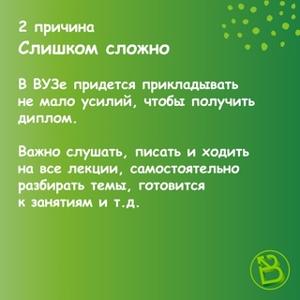 2 причина
Слишком сложно
В ВУЗе придется прикладывать
не мало усилий, чтобы получить
диплом.
Важно слушать, писать и ходить
на все лекции, самостоятельно
разбирать темы, готовится
к занятиям и т.д.